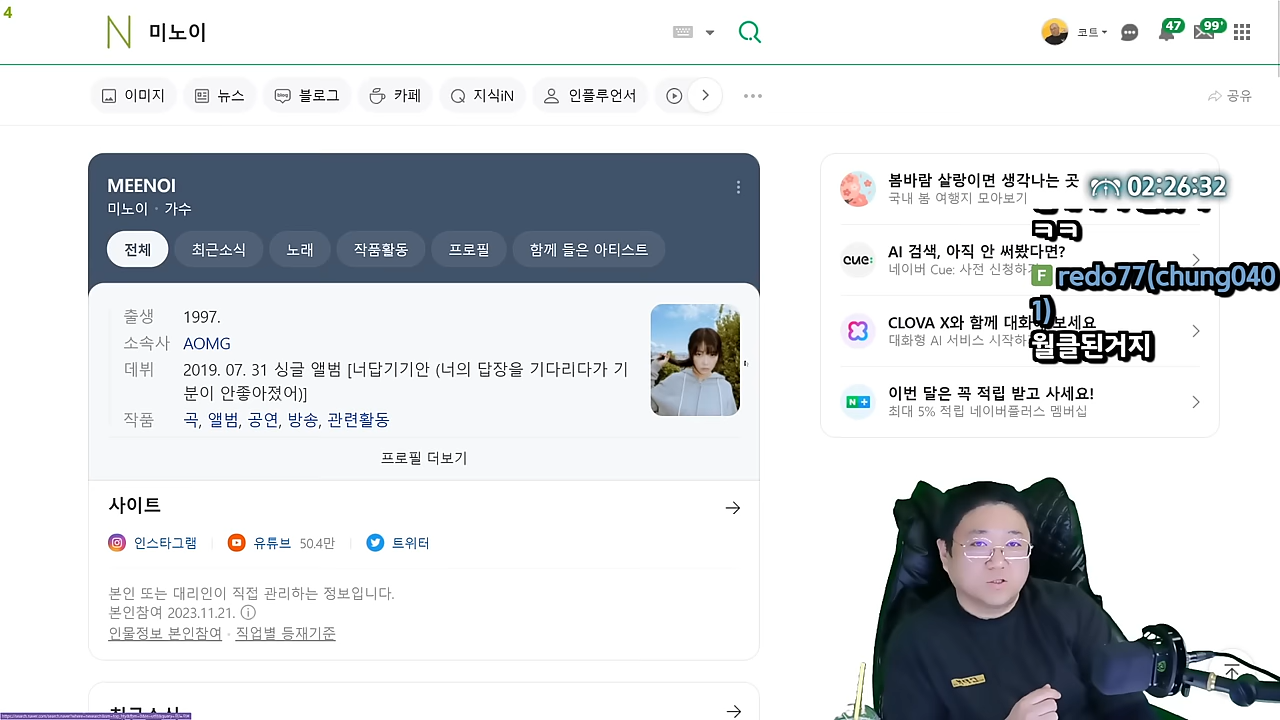 4
N 미노이
코트
47
99+
이미지
뉴스
블로그
카페
지식iN
인플루언서
공유
MEENOI
미노이 · 가수
전체
최근소식
노래
작품활동
프로필
함께 들은 아티스트
출생 1997.
소속사 AOMG
데뷔 2019. 07. 31 싱글 앨범 [너답기기안 (너의 답장을 기다리다가 기
분이 안좋아졌어)]
작품 곡, 앨범, 공연, 방송, 관련활동
프로필 더보기
사이트
인스타그램
유튜브 50.4만
트위터
본인 또는 대리인이 직접 관리하는 정보입니다.
본인참여 2023.11.21.
인물정보 본인참여 · 직업별 등재기준
봄바람 살랑이면 생각나는 곳
국내 봄 여행지 모아보기
02:26:32
ㅋㅋ
cue:
AI 검색, 아직 안 써봤다면?
네이버 Cue: 사전 신청하기
F redo77(chung040
1)
월클된거지
CLOVA X와 함께 대화해보세요
대화형 AI 서비스 시작하
N+
이번 달은 꼭 적립 받고 사세요!
최대 5% 적립 네이버플러스 멤버십